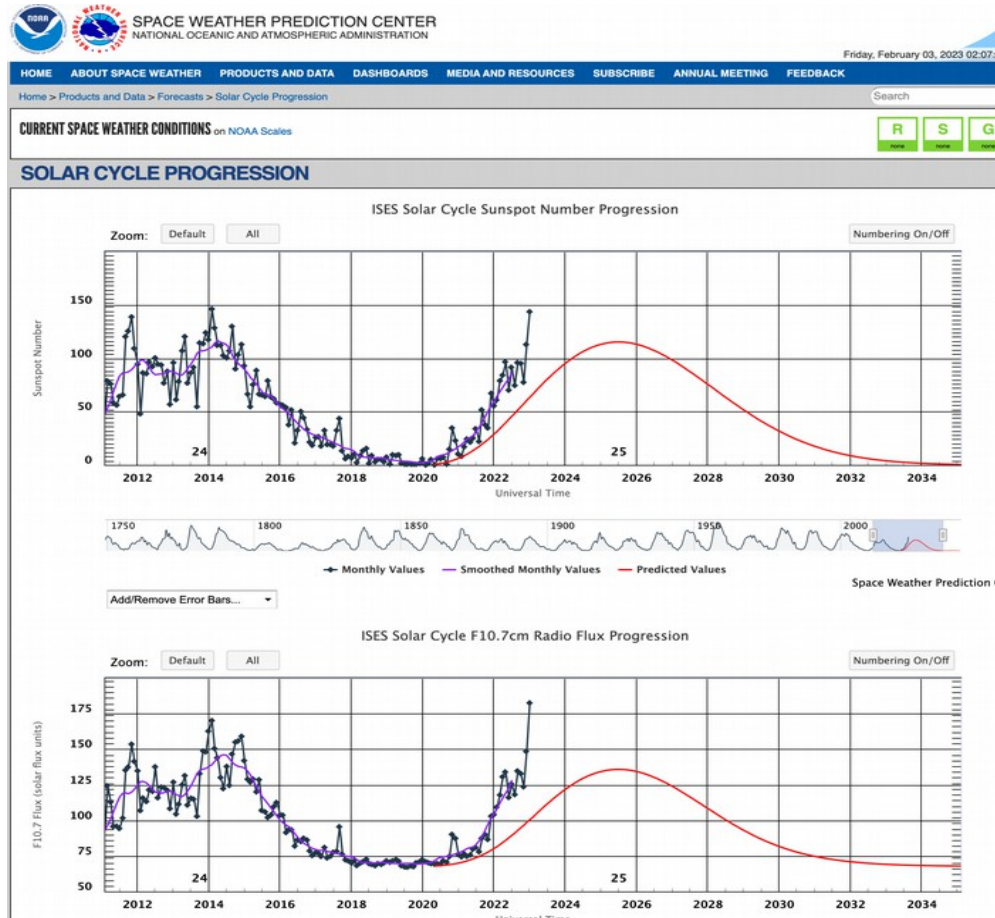 NOAA
SPACE WEATHER PREDICTION CENTER
NATIONAL OCEANIC AND ATMOSPHERIC ADMINISTRATION
Friday, February 03, 2023 02:07:
HOME ABOUT SPACE WEATHER PRODUCTS AND DATA DASHBOARDS MEDIA AND RESOURCES SUBSCRIBE ANNUAL MEETING FEEDBACK
Home > Products and Data > Forecasts > Solar Cycle Progression
Search
CURRENT SPACE WEATHER CONDITIONS on NOAA Scales
R S G
none none none
SOLAR CYCLE PROGRESSION
ISES Solar Cycle Sunspot Number Progression
Zoom: Default All Numbering On/Off
Sunspot Number
150
100
50
0
24 25
2012 2014 2016 2018 2020 2022 2024 2026 2028 2030 2032 2034
Universal Time
1750 1800 1850 1900 1950 2000
Monthly Values Smoothed Monthly Values Predicted Values
Space Weather Prediction
Add/Remove Error Bars...
ISES Solar Cycle F10.7cm Radio Flux Progression
Zoom: Default All Numbering On/Off
F10.7 Flux (solar flux units)
175
150
125
100
75
50
24 25
2012 2014 2016 2018 2020 2022 2024 2026 2028 2030 2032 2034
Universal Time